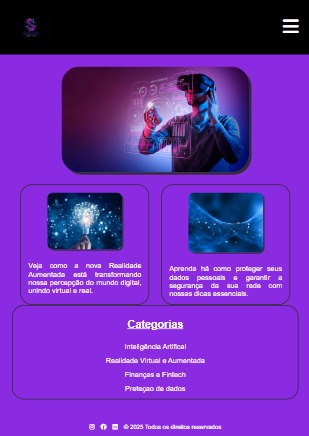 Veja como a nova Realidade
Aumentada está transformando
nossa percepção do mundo digital,
unindo virtual e real.
Aprenda há como proteger seus
dados pessoais e garantir a
segurança da sua rede com
nossas dicas essenciais.
Categorias
Inteligência Artifical
Realidade Virtual e Aumentada
Finanças e Fintech
Preteçao de dados
© 2025 Todos os direitos reservados